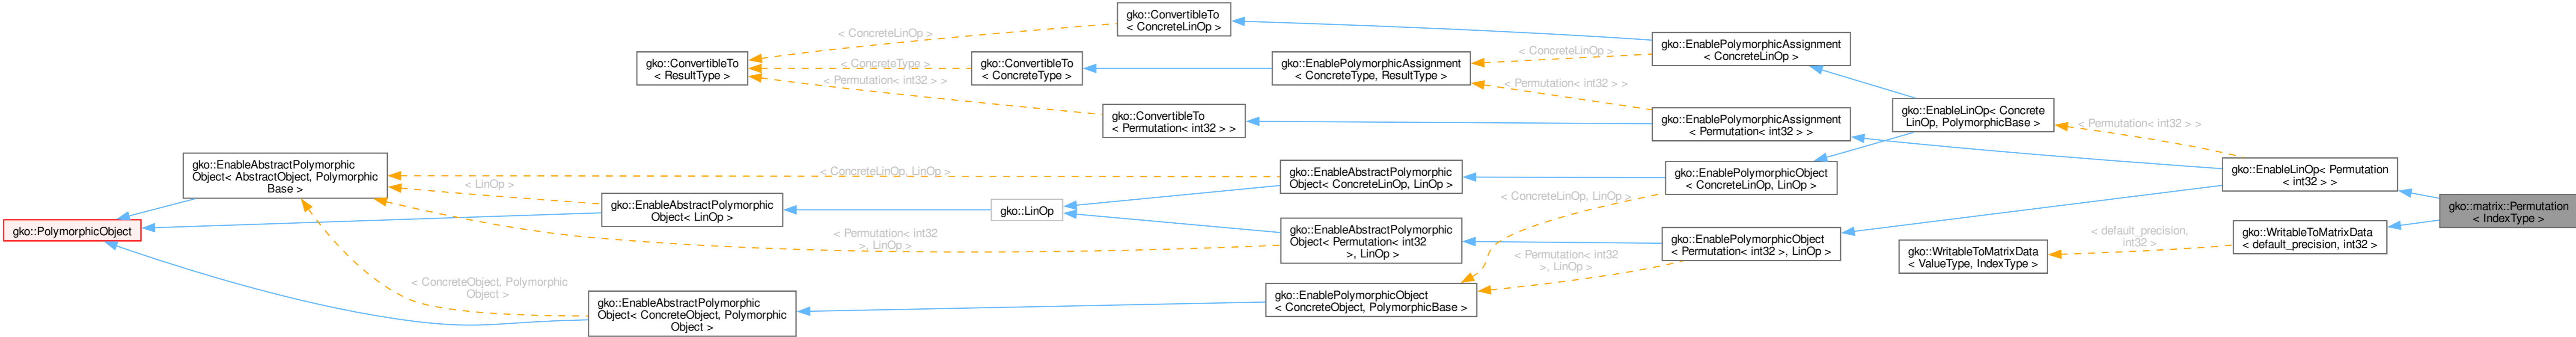 gko::ConvertibleTo
< ConcreteLinOp >
< ConcreteLinOp >
gko::EnablePolymorphicAssignment
< ConcreteLinOp >
< ConcreteLinOp >
gko::ConvertibleTo
< ResultType >
< ConcreteType >
gko::ConvertibleTo
< ConcreteType >
gko::EnablePolymorphicAssignment
< ConcreteType, ResultType >
< Permutation< int32 > >
< Permutation< int32 > >
gko::ConvertibleTo
< Permutation< int32 > >
gko::EnablePolymorphicAssignment
< Permutation< int32 > >
gko::EnableLinOp< Concrete
LinOp, PolymorphicBase >
< Permutation< int32 > >
gko::EnableAbstractPolymorphic
Object< AbstractObject, Polymorphic
Base >
< ConcreteLinOp, LinOp >
< LinOp >
gko::EnableAbstractPolymorphic
Object< ConcreteLinOp, LinOp >
gko::EnablePolymorphicObject
< ConcreteLinOp, LinOp >
gko::EnableLinOp< Permutation
< int32 > >
gko::EnableAbstractPolymorphic
Object< LinOp >
gko::LinOp
< ConcreteLinOp, LinOp >
gko::matrix::Permutation
< IndexType >
gko::PolymorphicObject
< Permutation< int32
>, LinOp >
gko::EnableAbstractPolymorphic
Object< Permutation< int32
>, LinOp >
gko::EnablePolymorphicObject
< Permutation< int32 >, LinOp >
< Permutation< int32
>, LinOp >
gko::WritableToMatrixData
< ValueType, IndexType >
< default_precision,
int32 >
gko::WritableToMatrixData
< default_precision, int32 >
< ConcreteObject, Polymorphic
Object >
gko::EnableAbstractPolymorphic
Object< ConcreteObject, Polymorphic
Object >
gko::EnablePolymorphicObject
< ConcreteObject, PolymorphicBase >